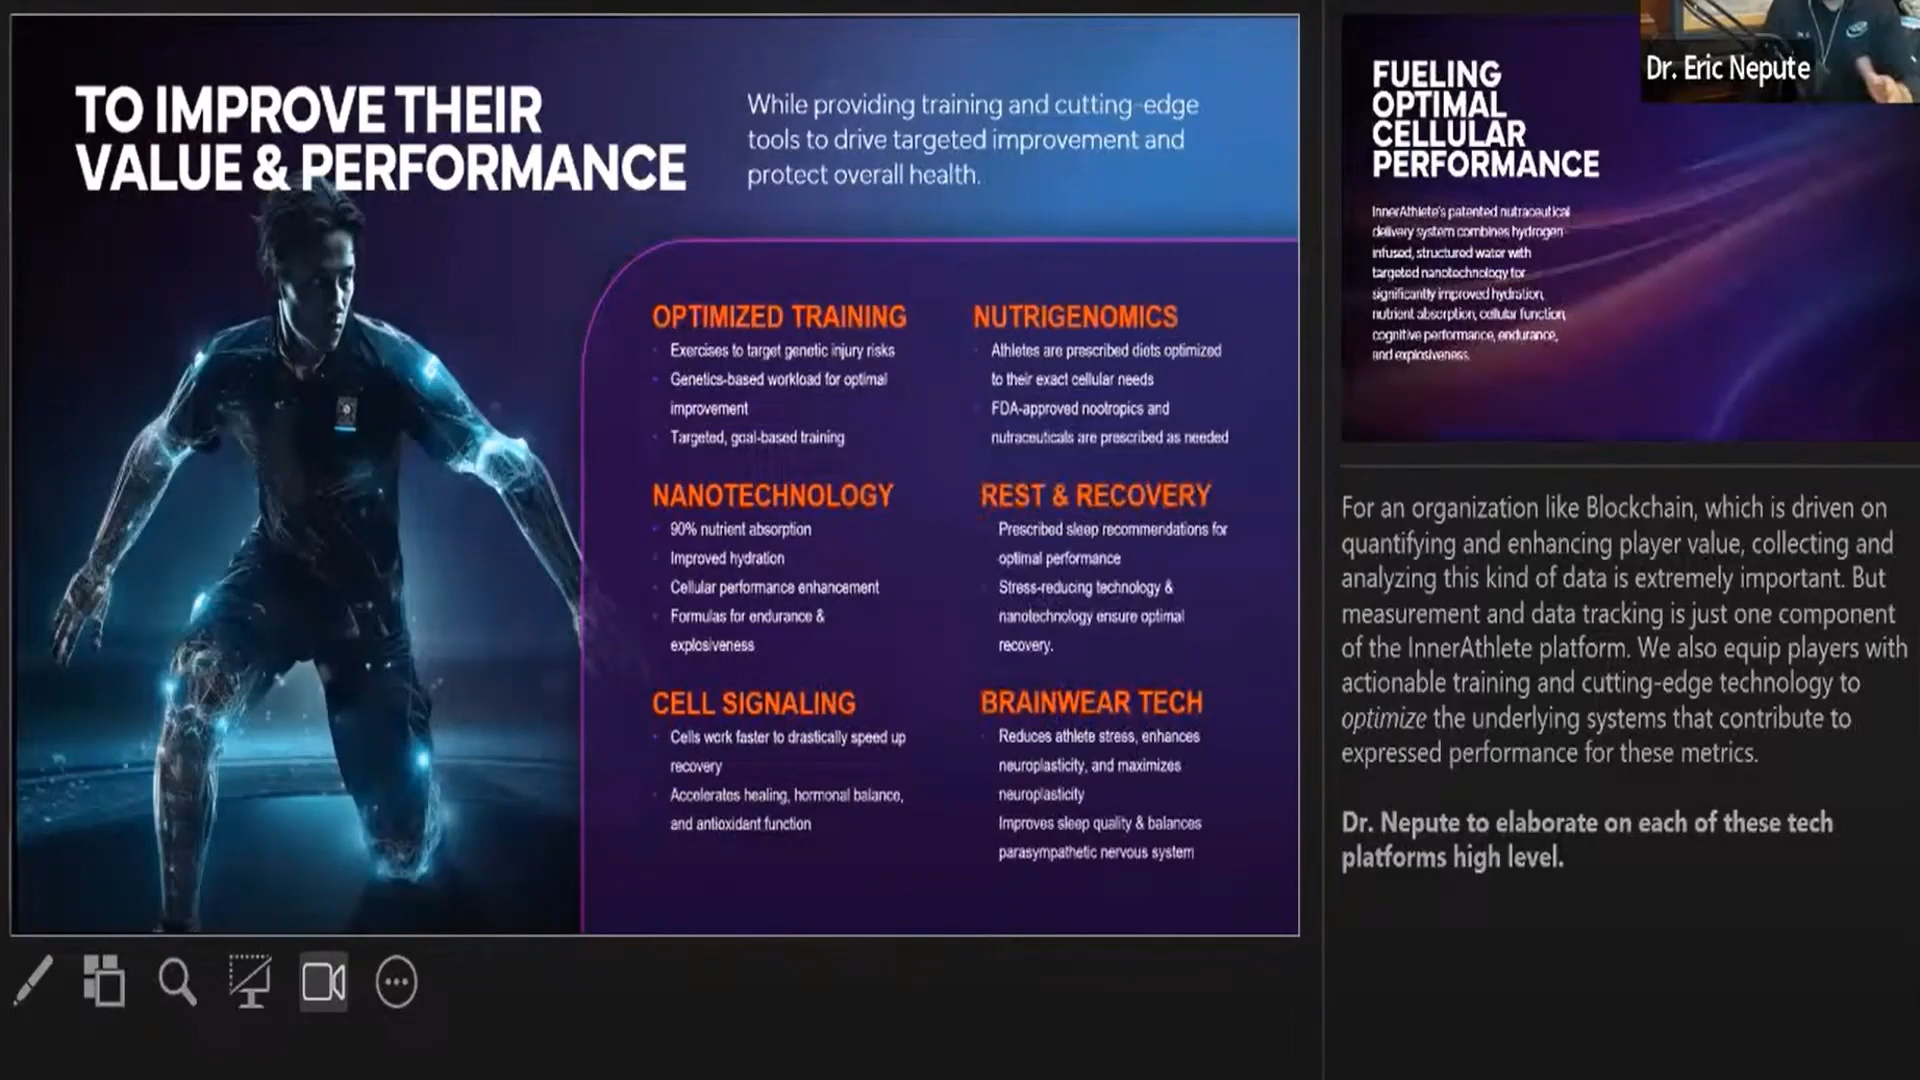 TO IMPROVE THEIR
VALUE & PERFORMANCE
While providing training and cutting-edge
tools to drive targeted improvement and
protect overall health.
OPTIMIZED TRAINING
Exercises to target genetic injury risks
Genetics-based workload for optimal
improvement
Targeted, goal-based training
NUTRIGENOMICS
Athletes are prescribed diets optimized
to their exact cellular needs
FDA-approved nootropics and
nutraceuticals are prescribed as needed
NANOTECHNOLOGY
90% nutrient absorption
Improved hydration
Cellular performance enhancement
Formulas for endurance &
explosiveness
REST & RECOVERY
Prescribed sleep recommendations for
optimal performance
Stress-reducing technology &
nanotechnology ensure optimal
recovery.
CELL SIGNALING
Cells work faster to drastically speed up
recovery
Accelerates healing, hormonal balance,
and antioxidant function
BRAINWEAR TECH
Reduces athlete stress, enhances
neuroplasticity, and maximizes
neuroplasticity
Improves sleep quality & balances
parasympathetic nervous system
Dr. Eric Nepute
FUELING
OPTIMAL
CELLULAR
PERFORMANCE
InnerAthlete's patented nutraceutical
delivery system combines hydrogen-
infused, structured water with
targeted nanotechnology for
significantly improved hydration,
nutrient absorption, cellular function,
cognitive performance, endurance,
and explosiveness.
For an organization like Blockchain, which is driven on
quantifying and enhancing player value, collecting and
analyzing this kind of data is extremely important. But
measurement and data tracking is just one component
of the InnerAthlete platform. We also equip players with
actionable training and cutting-edge technology to
optimize the underlying systems that contribute to
expressed performance for these metrics.
Dr. Nepute to elaborate on each of these tech
platforms high level.